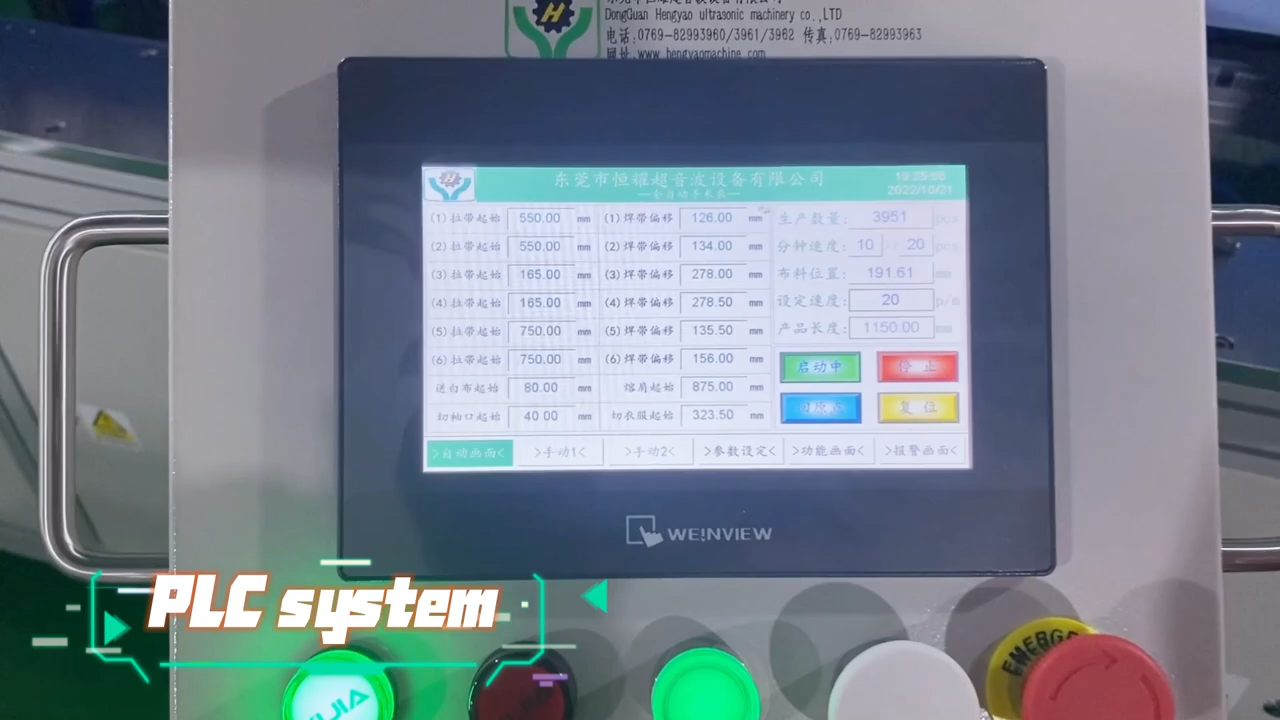 东莞市恒耀超音波设备有限公司
DongGuan Hengyao ultrasonic machinery co.,LTD
电话:0769-82993960/3961/3962 传真:0769-82993963
网址:www.hengyaomachine.com
H
东莞市恒耀超音波设备有限公司
2022/10/21
(1)拉带起始 550.00 mm (1)焊带偏移 126.00 mm 生产数量: 3951 pcs
(2)拉带起始 550.00 mm (2)焊带偏移 134.00 mm 分钟速度: 10 20 pcs
(3)拉带起始 165.00 mm (3)焊带偏移 278.00 mm 布料位置: 191.61 mm
(4)拉带起始 165.00 mm (4)焊带偏移 278.50 mm 设定速度: 20 p/m
(5)拉带起始 750.00 mm (5)焊带偏移 135.50 mm 产品长度: 1150.00 mm
(6)拉带起始 750.00 mm (6)焊带偏移 156.00 mm
送白布起始 80.00 mm 熔肩起始 875.00 mm
切袖口起始 40.00 mm 切衣服起始 323.50 mm
启动中 停止
回原点 复位
>自动画面< >手动1< >手动2< >参数设定< >功能画面< >报警画面<
WE!NVIEW
PLC system
EMERG